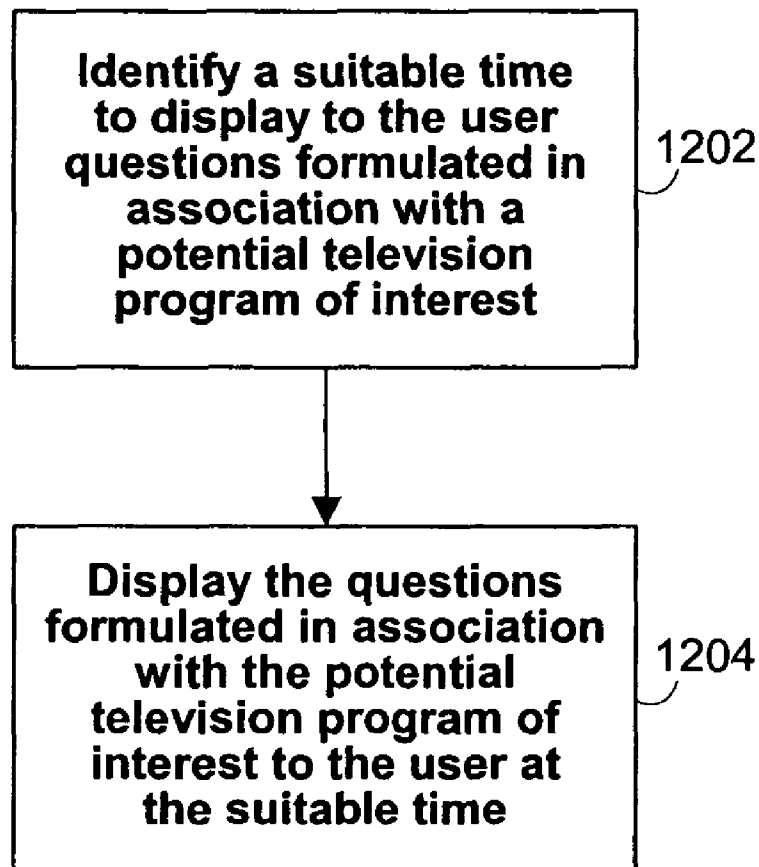 Identify a suitable time
to display to the user
questions formulated in
association with a
potential television
program of interest
1202
Display the questions
formulated in association
with the potential
television program of
interest to the user at
the suitable time
1204